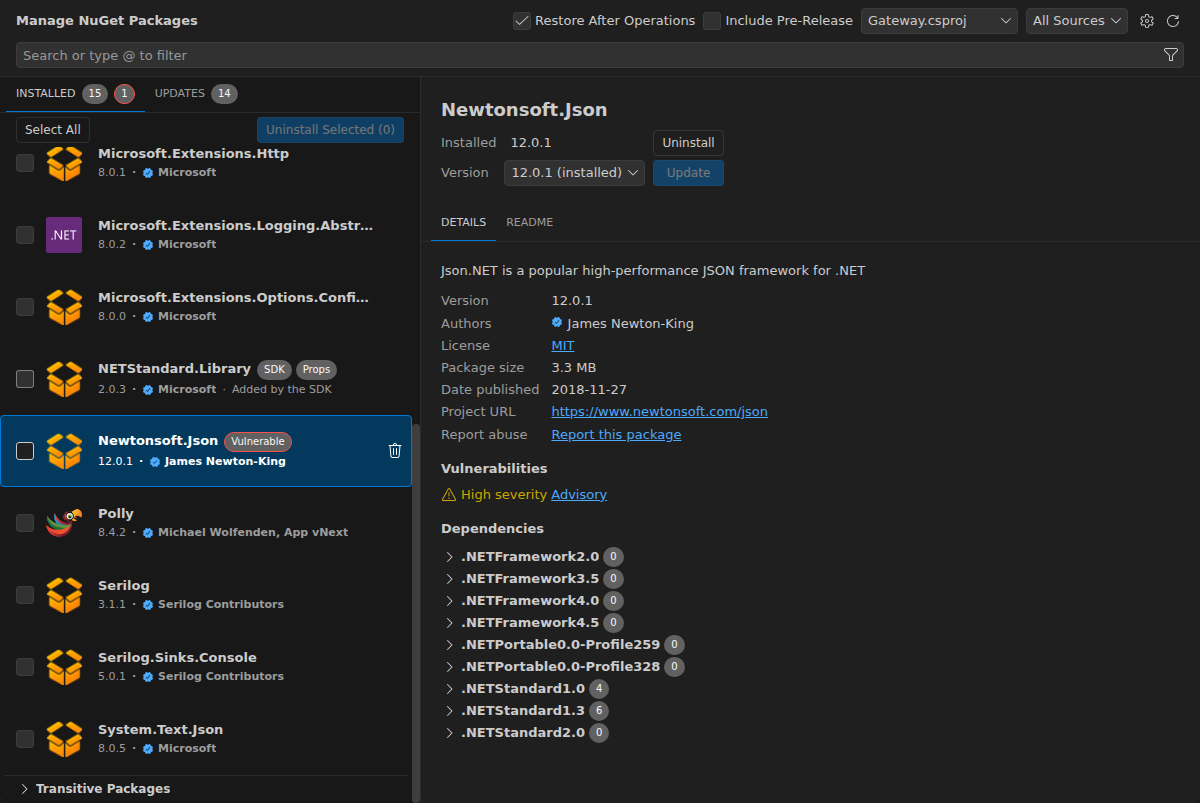 Manage NuGet Packages
Restore After Operations
Include Pre-Release
Gateway.csproj
All Sources
Search or type @ to filter
INSTALLED 15 1 UPDATES 14
Select All
Uninstall Selected (0)
Microsoft.Extensions.Http
8.0.1 · Microsoft
.NET
Microsoft.Extensions.Logging.Abstr…
8.0.2 · Microsoft
Microsoft.Extensions.Options.Confi…
8.0.0 · Microsoft
NETStandard.Library SDK Props
2.0.3 · Microsoft · Added by the SDK
Newtonsoft.Json Vulnerable
12.0.1 · James Newton-King
Polly
8.4.2 · Michael Wolfenden, App vNext
Serilog
3.1.1 · Serilog Contributors
Serilog.Sinks.Console
5.0.1 · Serilog Contributors
System.Text.Json
8.0.5 · Microsoft
Transitive Packages
Newtonsoft.Json
Installed 12.0.1 Uninstall
Version 12.0.1 (installed) Update
DETAILS README
Json.NET is a popular high-performance JSON framework for .NET
Version 12.0.1
Authors James Newton-King
License MIT
Package size 3.3 MB
Date published 2018-11-27
Project URL https://www.newtonsoft.com/json
Report abuse Report this package
Vulnerabilities
High severity Advisory
Dependencies
.NETFramework2.0 0
.NETFramework3.5 0
.NETFramework4.0 0
.NETFramework4.5 0
.NETPortable0.0-Profile259 0
.NETPortable0.0-Profile328 0
.NETStandard1.0 4
.NETStandard1.3 6
.NETStandard2.0 0